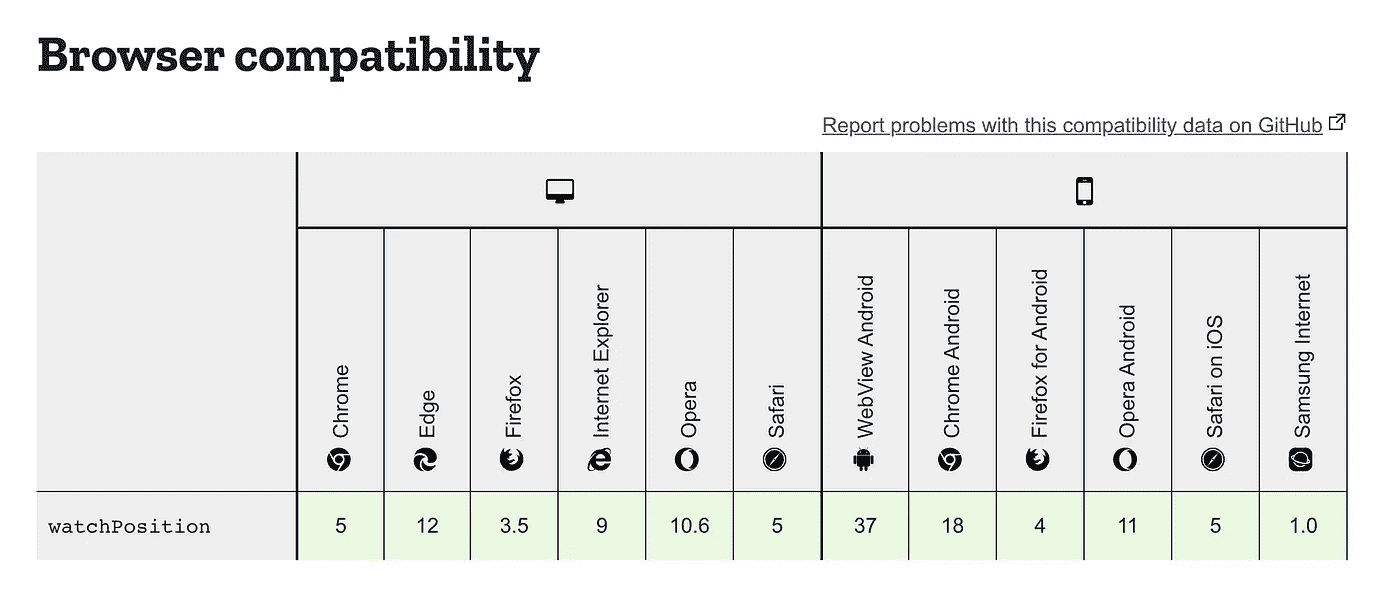 Browser compatibility
Report problems with this compatibility data on GitHub
Chrome
Edge
Firefox
Internet Explorer
Opera
Safari
WebView Android
Chrome Android
Firefox for Android
Opera Android
Safari on iOS
Samsung Internet
watchPosition 5 12 3.5 9 10.6 5 37 18 4 11 5 1.0